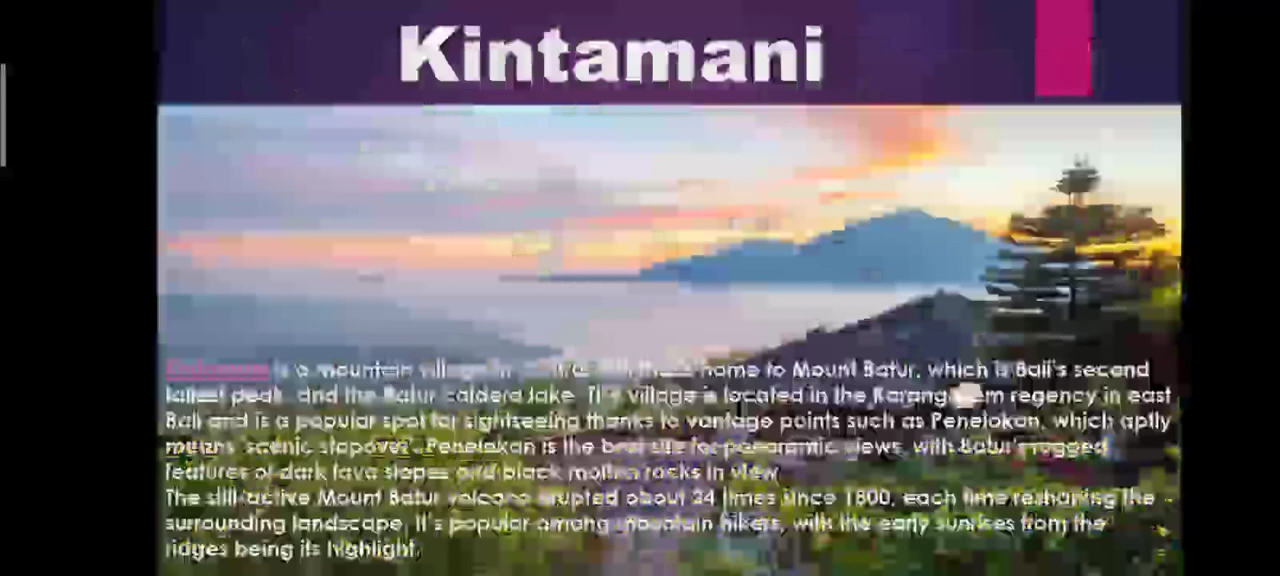 Kintamani
is a mountain village in home to Mount Batur, which is Bali's second
tallest peak, and the Batur caldera lake. The village is located in the regency in east
Bali and is a popular spot for sightseeing thanks to vantage points such as Penelokan, which aptly
means 'scenic stopover'. Penelokan is the best site for panoramic views, with Batur's rugged
features of dark lava slopes and black molten rocks in view.
The still-active Mount Batur volcano erupted about 24 times since 1800, each time reshaping the
surrounding landscape. It's popular among mountain hikers, with the early sunrises from the
ridges being its highlight.